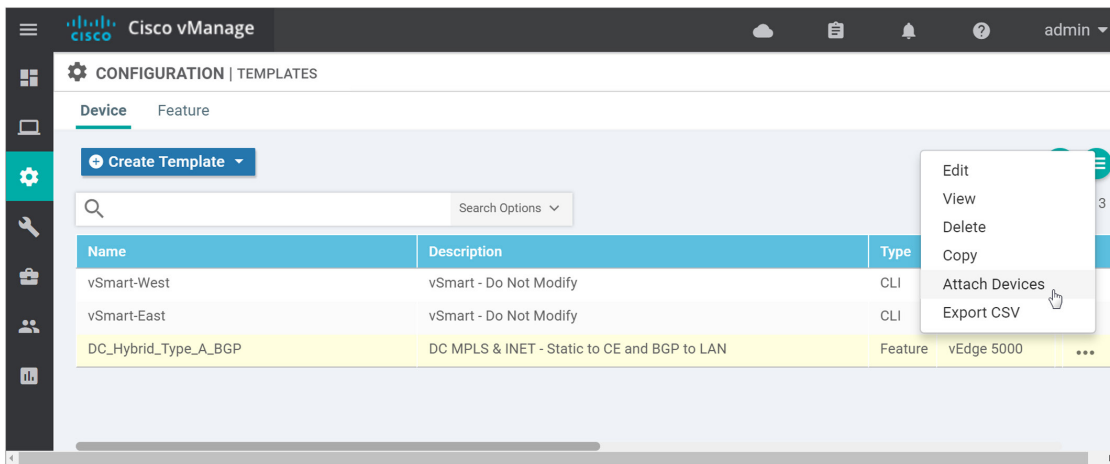 CISCO Cisco vManage admin
CONFIGURATION | TEMPLATES
Device Feature
Create Template
Search Options
3
Edit
View
Delete
Copy
Attach Devices
Export CSV
Name Description Type
vSmart-West vSmart - Do Not Modify CLI
vSmart-East vSmart - Do Not Modify CLI
DC_Hybrid_Type_A_BGP DC MPLS & INET - Static to CE and BGP to LAN Feature vEdge 5000